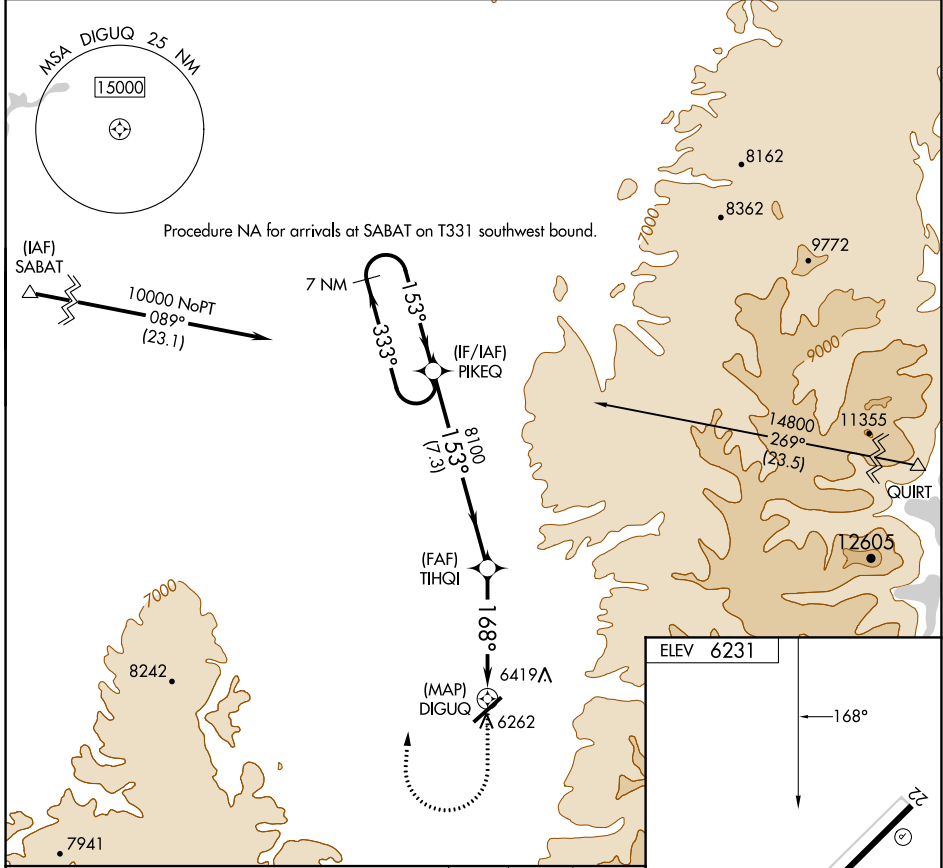 MSA DIGUQ 25 NM
15000
8162
8362
7000
Procedure NA for arrivals at SABAT on T331 southwest bound.
9772
(IAF)
SABAT
10000 NoPT
089°
(23.1)
7 NM
153°
333°
(IF/IAF)
PIKEQ
9000
8100
153°
(7.3)
14800
269°
(23.5)
11355
QUIRT
12605
(FAF)
TIHQI
7000
168°
8242
6419
(MAP)
DIGUQ
6262
ELEV 6231
168°
22
P
7941